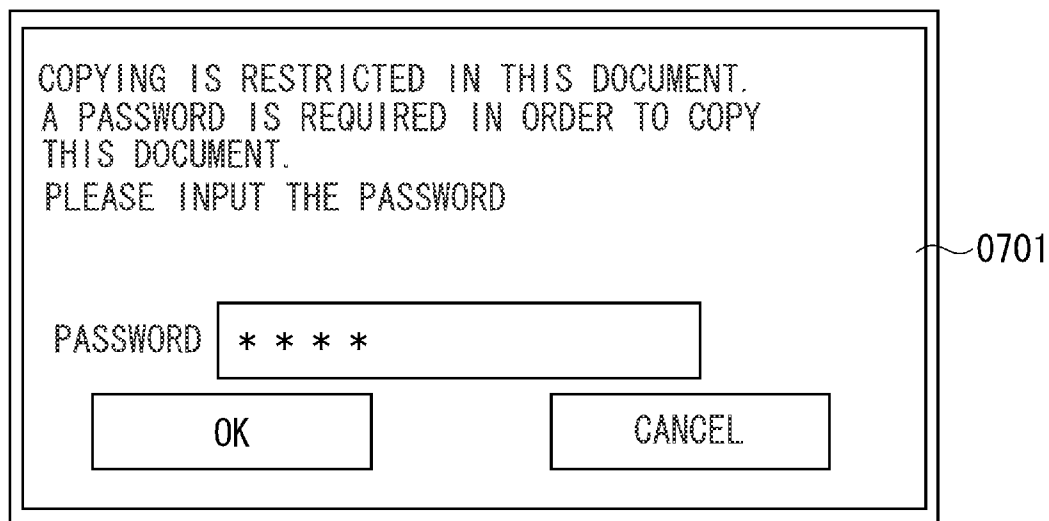 COPYING IS RESTRICTED IN THIS DOCUMENT.
A PASSWORD IS REQUIRED IN ORDER TO COPY
THIS DOCUMENT.
PLEASE INPUT THE PASSWORD
0701
PASSWORD * * * *
OK CANCEL